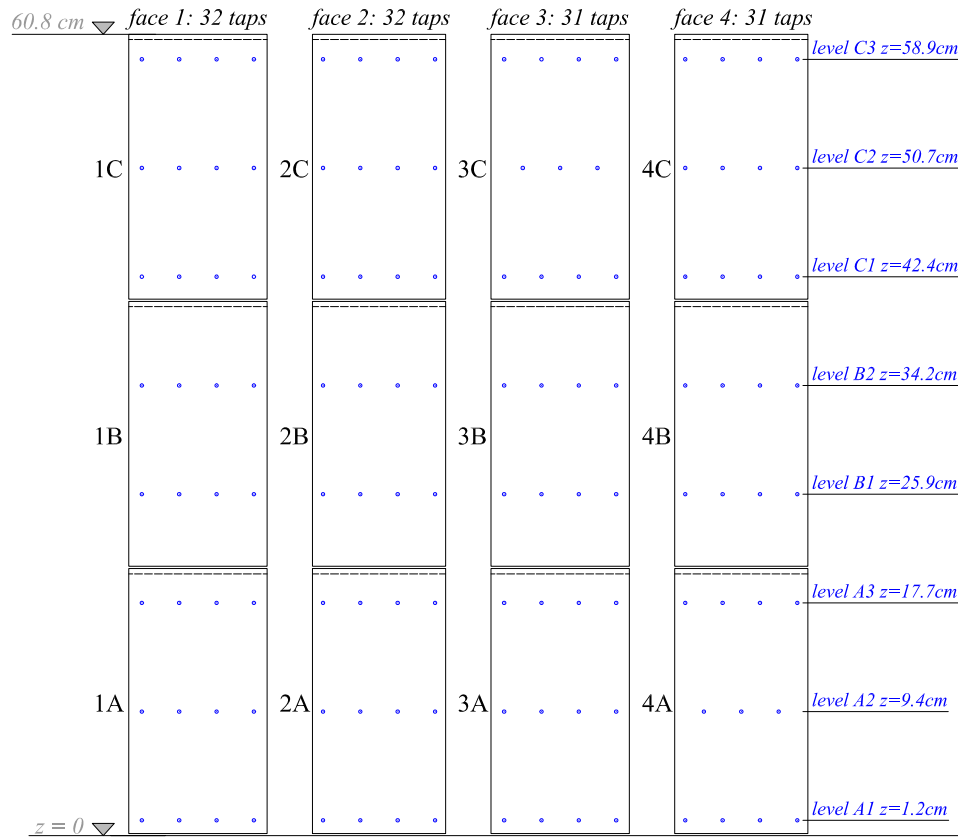 60.8 cm
face 1: 32 taps
face 2: 32 taps
face 3: 31 taps
face 4: 31 taps
level C3 z=58.9cm
1C
2C
3C
4C
level C2 z=50.7cm
level C1 z=42.4cm
level B2 z=34.2cm
1B
2B
3B
4B
level B1 z=25.9cm
level A3 z=17.7cm
1A
2A
3A
4A
level A2 z=9.4cm
level A1 z=1.2cm
z = 0